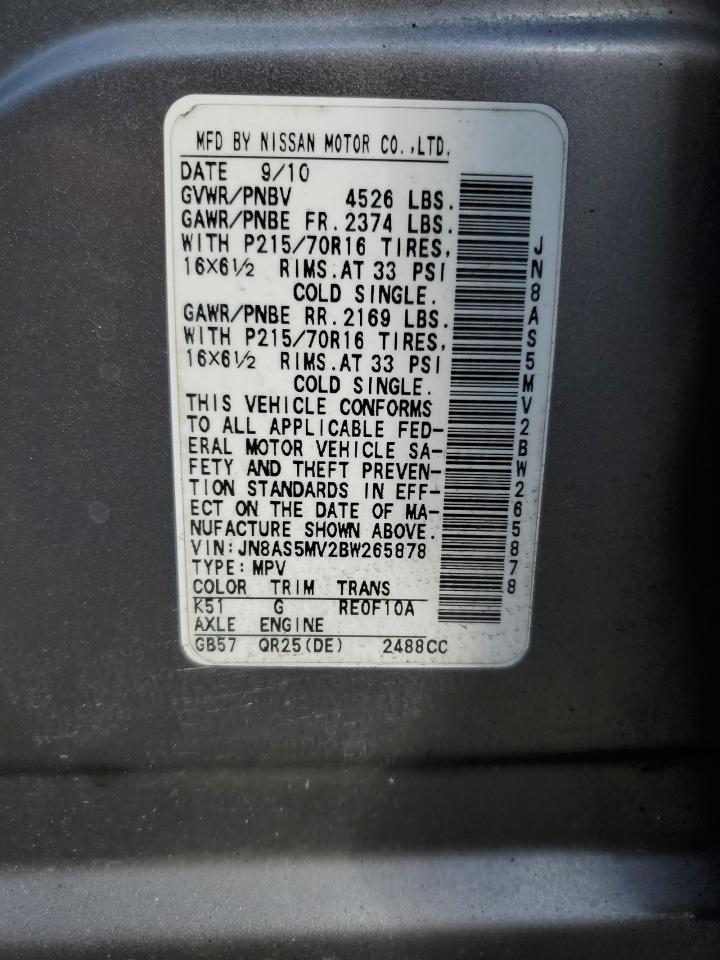 MFD BY NISSAN MOTOR CO.,LTD.
DATE 9/10
GVWR/PNBV 4526 LBS.
GAWR/PNBE FR.2374 LBS.
WITH P215/70R16 TIRES,
16X6½ RIMS.AT 33 PSI
COLD SINGLE.
GAWR/PNBE RR.2169 LBS.
WITH P215/70R16 TIRES,
16X6½ RIMS.AT 33 PSI
COLD SINGLE.
THIS VEHICLE CONFORMS
TO ALL APPLICABLE FED-
ERAL MOTOR VEHICLE SA-
FETY AND THEFT PREVEN-
TION STANDARDS IN EFF-
ECT ON THE DATE OF MA-
NUFACTURE SHOWN ABOVE.
VIN:JN8AS5MV2BW265878
TYPE:MPV
COLOR TRIM TRANS
K51 G RE0F10A
AXLE ENGINE
GB57 QR25(DE) 2488CC
JN8AS5MV2BW265878